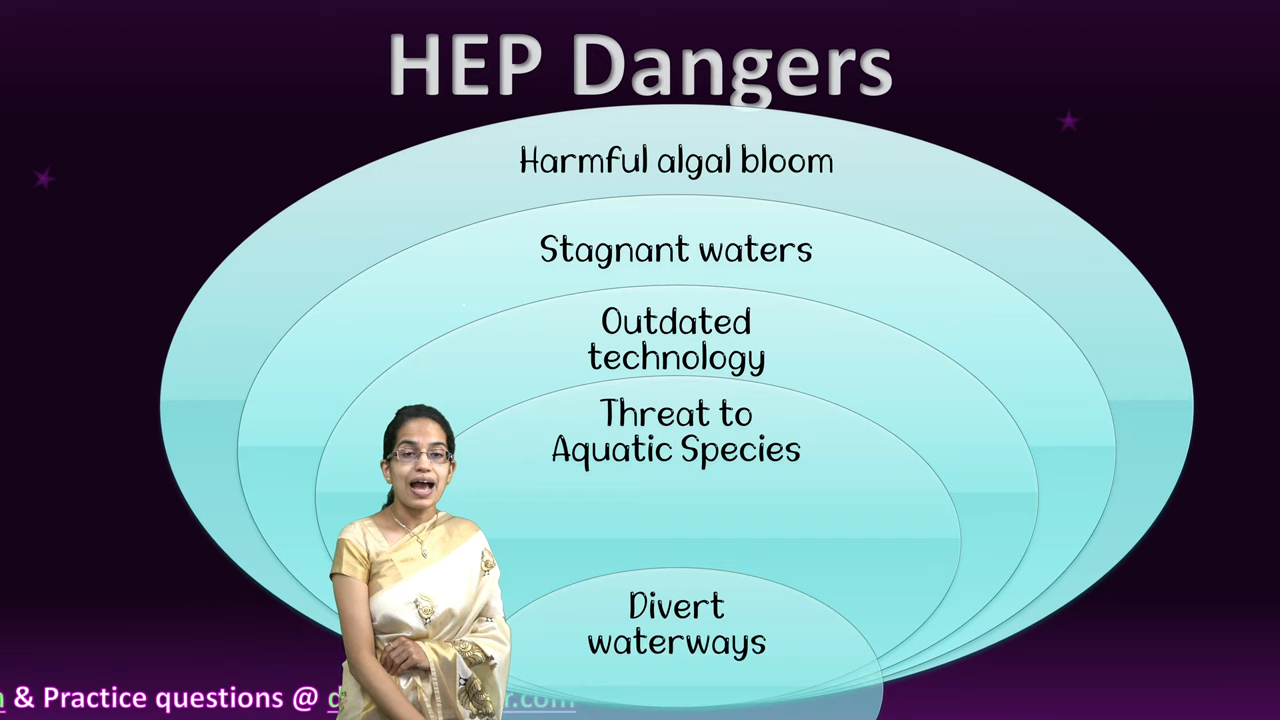 HEP Dangers
Harmful algal bloom
Stagnant waters
Outdated
technology
Threat to
Aquatic Species
Divert
waterways
& Practice questions @